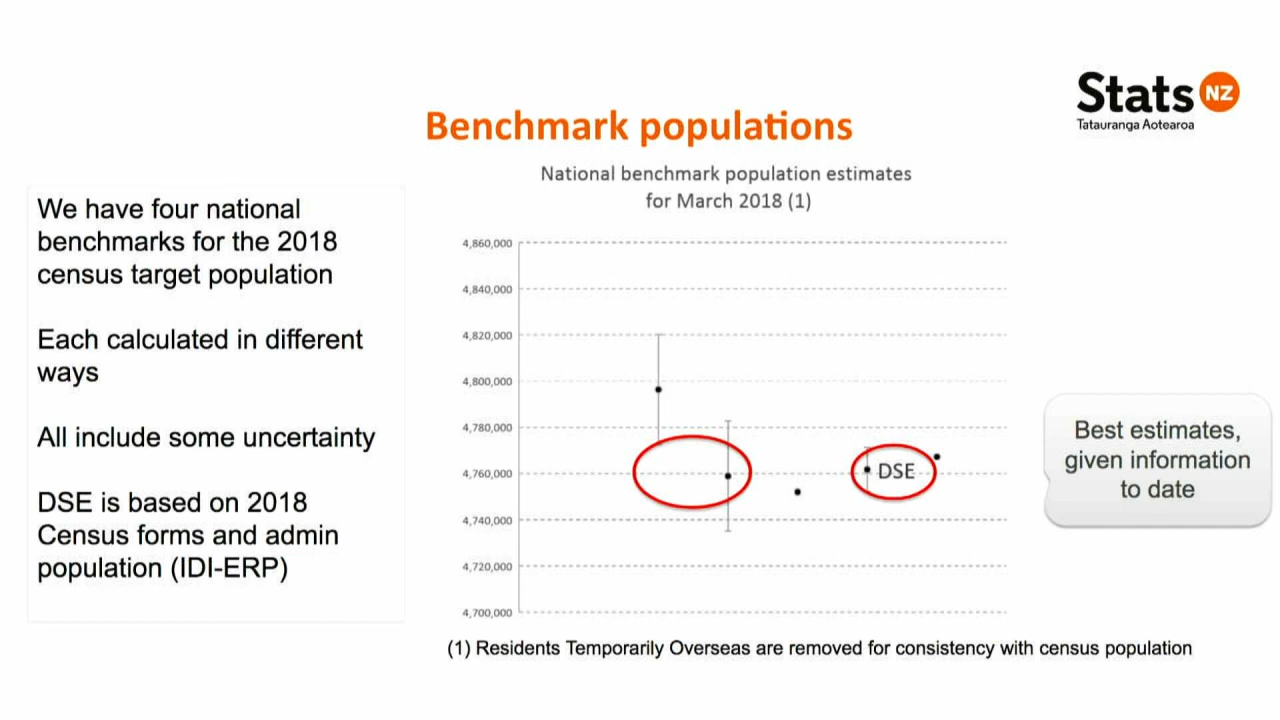 Stats NZ
Tatauranga Aotearoa
Benchmark populations
National benchmark population estimates
for March 2018 (1)
We have four national
benchmarks for the 2018
census target population
Each calculated in different
ways
All include some uncertainty
DSE is based on 2018
Census forms and admin
population (IDI-ERP)
4,860,000
4,840,000
4,820,000
4,800,000
4,780,000
4,760,000
4,740,000
4,720,000
4,700,000
DSE
Best estimates,
given information
to date
(1) Residents Temporarily Overseas are removed for consistency with census population